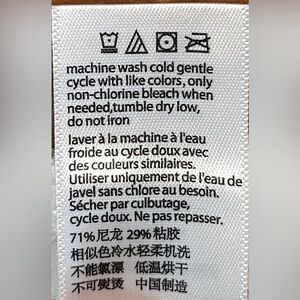 machine wash cold gentle
cycle with like colors, only
non-chlorine bleach when
needed,tumble dry low,
do not iron
laver à la machine à l'eau
froide au cycle doux avec
des couleurs similaires.
Utiliser uniquement de l'eau de
javel sans chlore au besoin.
Sécher par culbutage,
cycle doux. Ne pas repasser.
71%尼龙 29%粘胶
相似色冷水轻柔机洗
不能氯漂 低温烘干
不可熨烫 中国制造